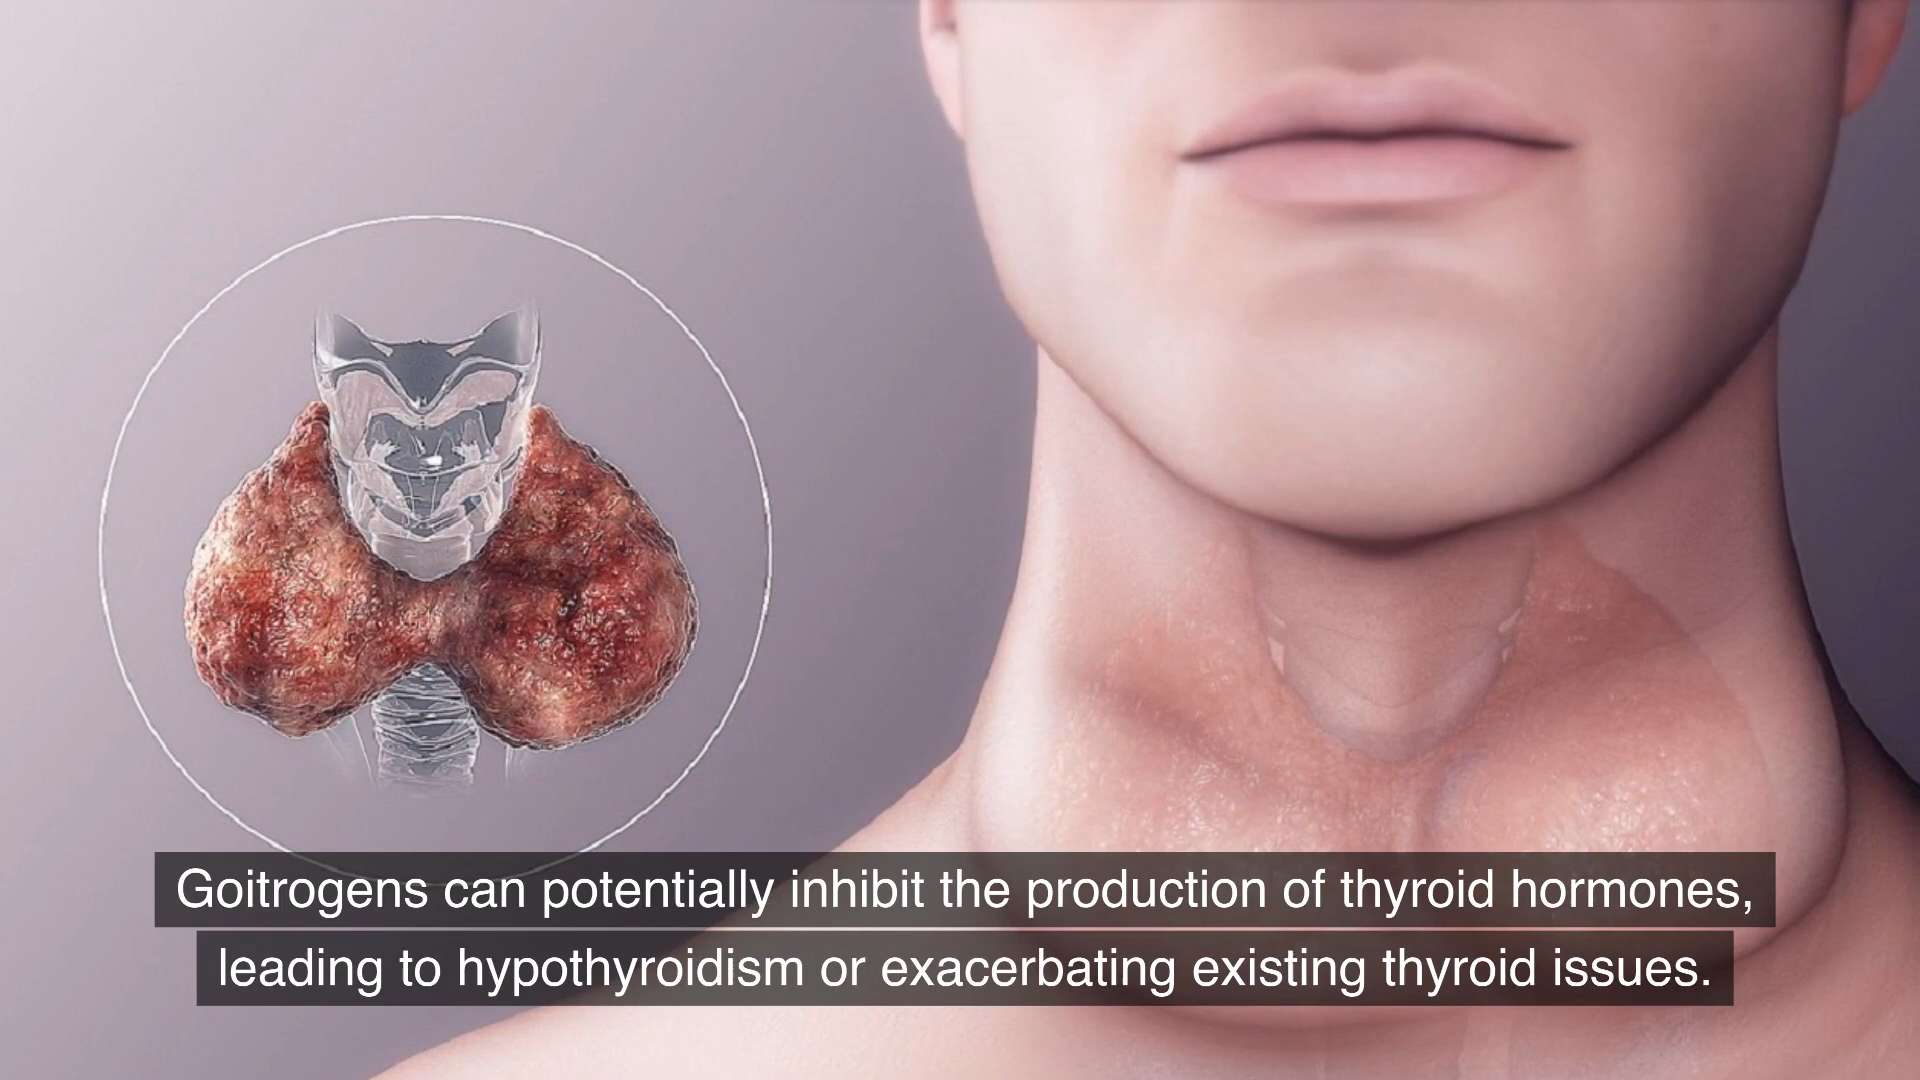 Goitrogens can potentially inhibit the production of thyroid hormones,
leading to hypothyroidism or exacerbating existing thyroid issues.